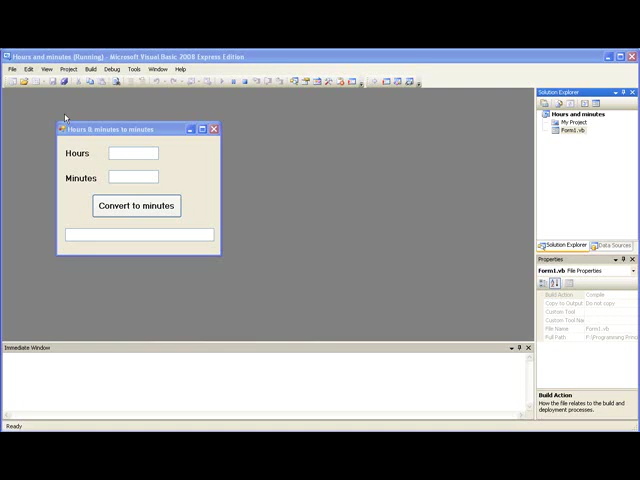 Hours and minutes (Running) - Microsoft Visual Basic 2008 Express Edition
File Edit View Project Build Debug Tools Window Help
Solution Explorer
Hours and minutes
My Project
Form1.vb
Hours & minutes to minutes
Hours
Minutes
Convert to minutes
Solution Explorer Data Sources
Properties
Form1.vb File Properties
Build Action Compile
Copy to Output Do not copy
Custom Tool
Custom Tool Na
File Name Form1.vb
Full Path
Immediate Window
Build Action
How the file relates to the build and
deployment processes.
Ready